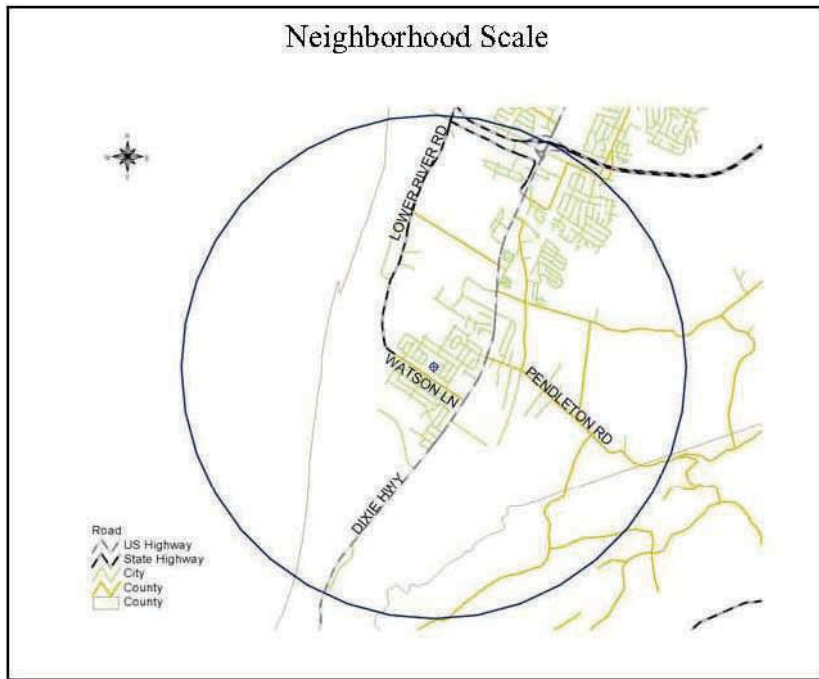 Neighborhood Scale
LOWER RIVER RD
WATSON LN
PENDLETON RD
DIXIE HWY
Road
US Highway
State Highway
City
County
County